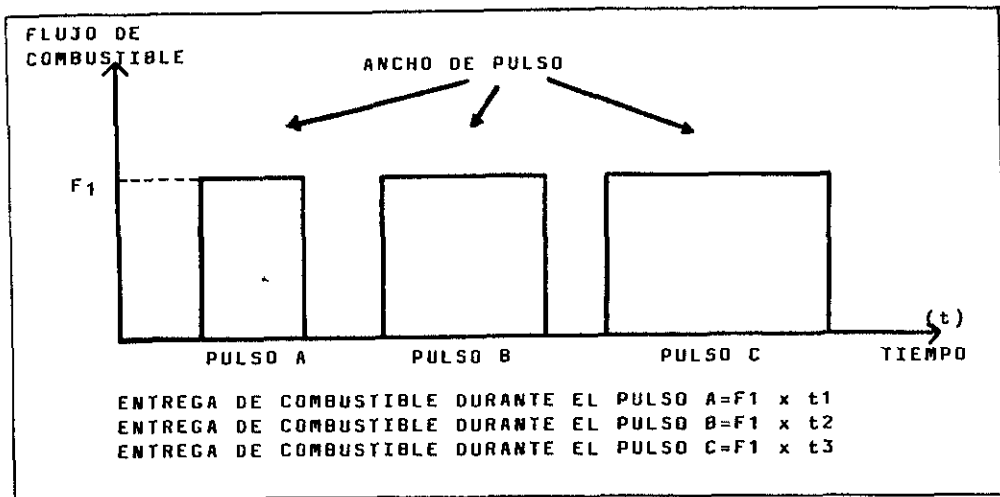 FLUJO DE
COMBUSTIBLE
ANCHO DE PULSO
F1
(t)
PULSO A
PULSO B
PULSO C
TIEMPO
ENTREGA DE COMBUSTIBLE DURANTE EL PULSO A=F1 x t1
ENTREGA DE COMBUSTIBLE DURANTE EL PULSO B=F1 x t2
ENTREGA DE COMBUSTIBLE DURANTE EL PULSO C=F1 x t3